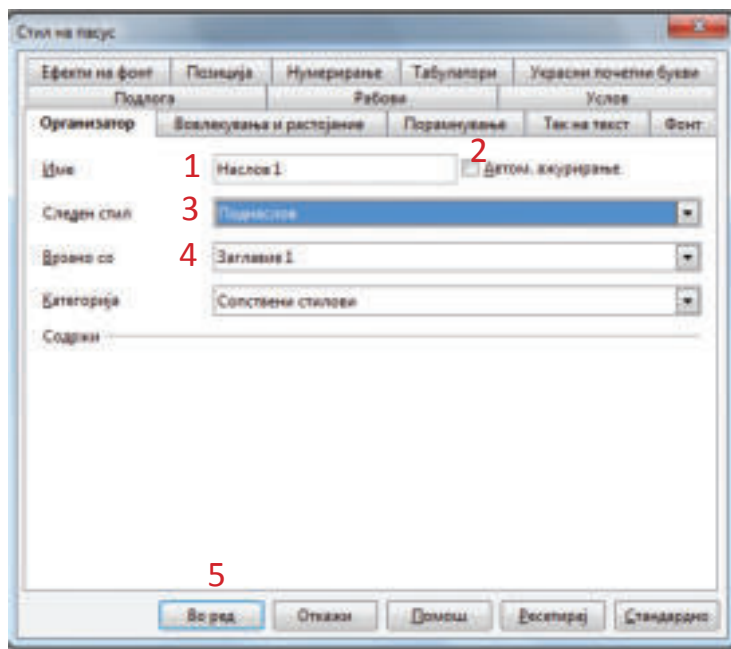 Стил на пасус
Ефекти на фонт Позиција Нумерирање Табулатори Украсни почетни букви
Подлога Рабови Услов
Организатор Вовлекувања и растојание Порамнување Тек на текст Фонт
2
Име 1 Наслов 1 Автом. ажурирање
Следен стил 3 Поднаслов
Врзано со 4 Заглавие 1
Категорија Сопствени стилови
Содржи
5
Во ред Откажи Помош Ресетирај Стандардно